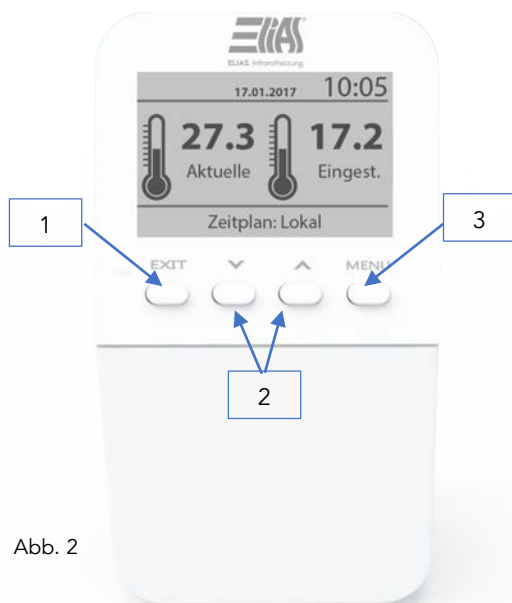 ELIAS®
ELIAS. Infrarotheizung.
17.01.2017 10:05
27.3 17.2
Aktuelle Eingest.
Zeitplan: Lokal
1 3
EXIT MENU
2
Abb. 2